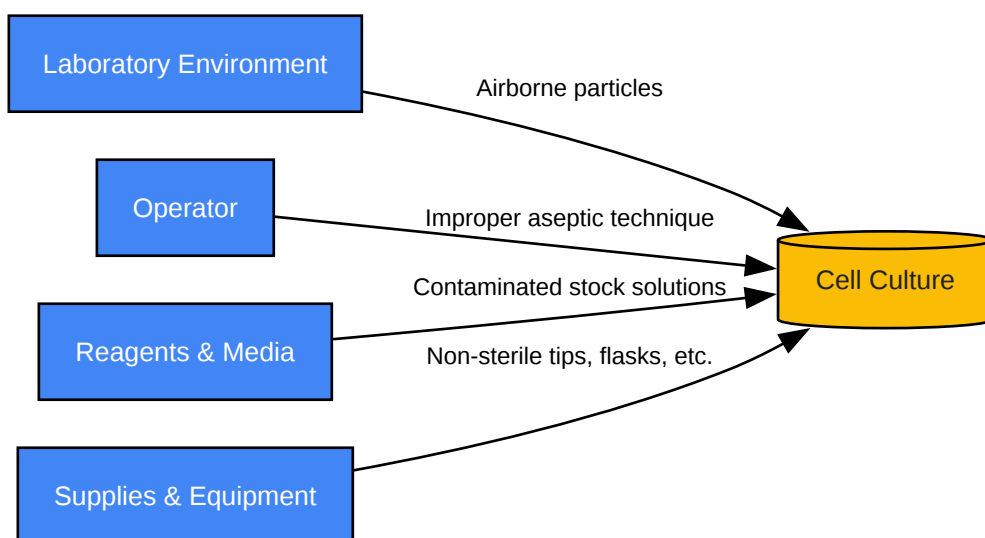 Laboratory Environment
Airborne particles
Operator
Improper aseptic technique
Cell Culture
Contaminated stock solutions
Reagents & Media
Non-sterile tips, flasks, etc.
Supplies & Equipment